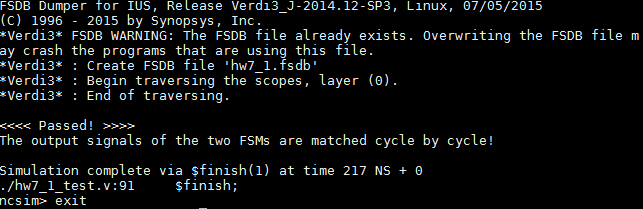 FSDB Dumper for IUS, Release Verdi3_J-2014.12-SP3, Linux, 07/05/2015
(C) 1996 - 2015 by Synopsys, Inc.
*Verdi3* FSDB WARNING: The FSDB file already exists. Overwriting the FSDB file m
ay crash the programs that are using this file.
*Verdi3* : Create FSDB file 'hw7_1.fsdb'
*Verdi3* : Begin traversing the scopes, layer (0).
*Verdi3* : End of traversing.
<<<< Passed! >>>>
The output signals of the two FSMs are matched cycle by cycle!
Simulation complete via $finish(1) at time 217 NS + 0
./hw7_1_test.v:91     $finish;
ncsim> exit